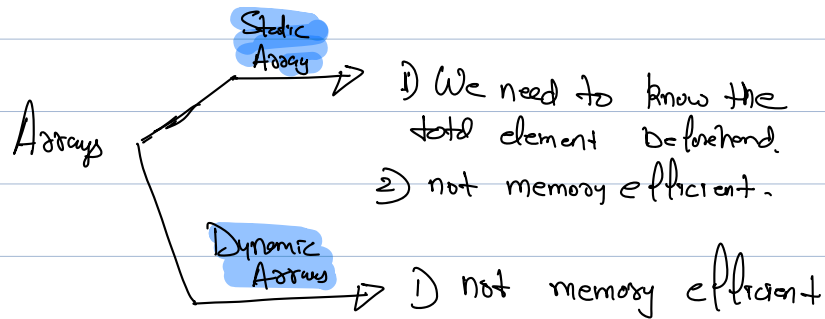 Static
Array
1) We need to know the
total element beforehand.
Arrays
2) not memory efficient.
Dynamic
Arrays
1) not memory efficient